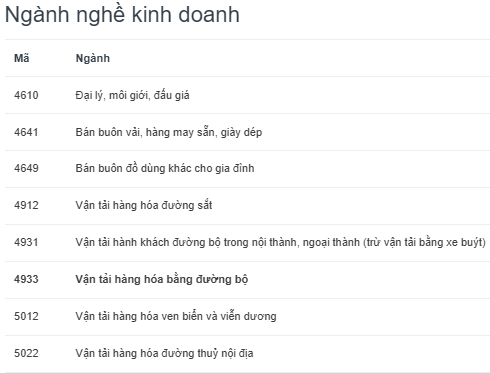 Ngành nghề kinh doanh
Mã Ngành
4610 Đại lý, môi giới, đấu giá
4641 Bán buôn vải, hàng may sẵn, giày dép
4649 Bán buôn đồ dùng khác cho gia đình
4912 Vận tải hàng hóa đường sắt
4931 Vận tải hành khách đường bộ trong nội thành, ngoại thành (trừ vận tải bằng xe buýt)
4933 Vận tải hàng hóa bằng đường bộ
5012 Vận tải hàng hóa ven biển và viễn dương
5022 Vận tải hàng hóa đường thuỷ nội địa